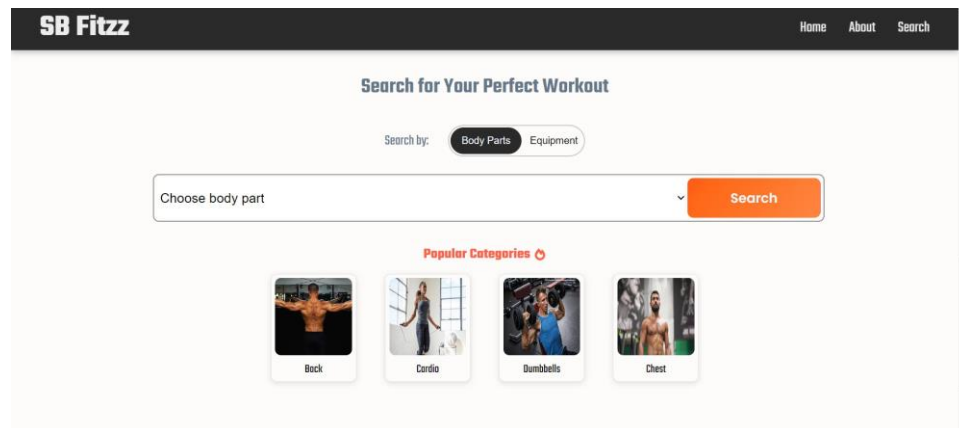 SB Fitzz
Home About Search
Search for Your Perfect Workout
Search by: Body Parts Equipment
Choose body part Search
Popular Categories
Back Cardio Dumbbells Chest